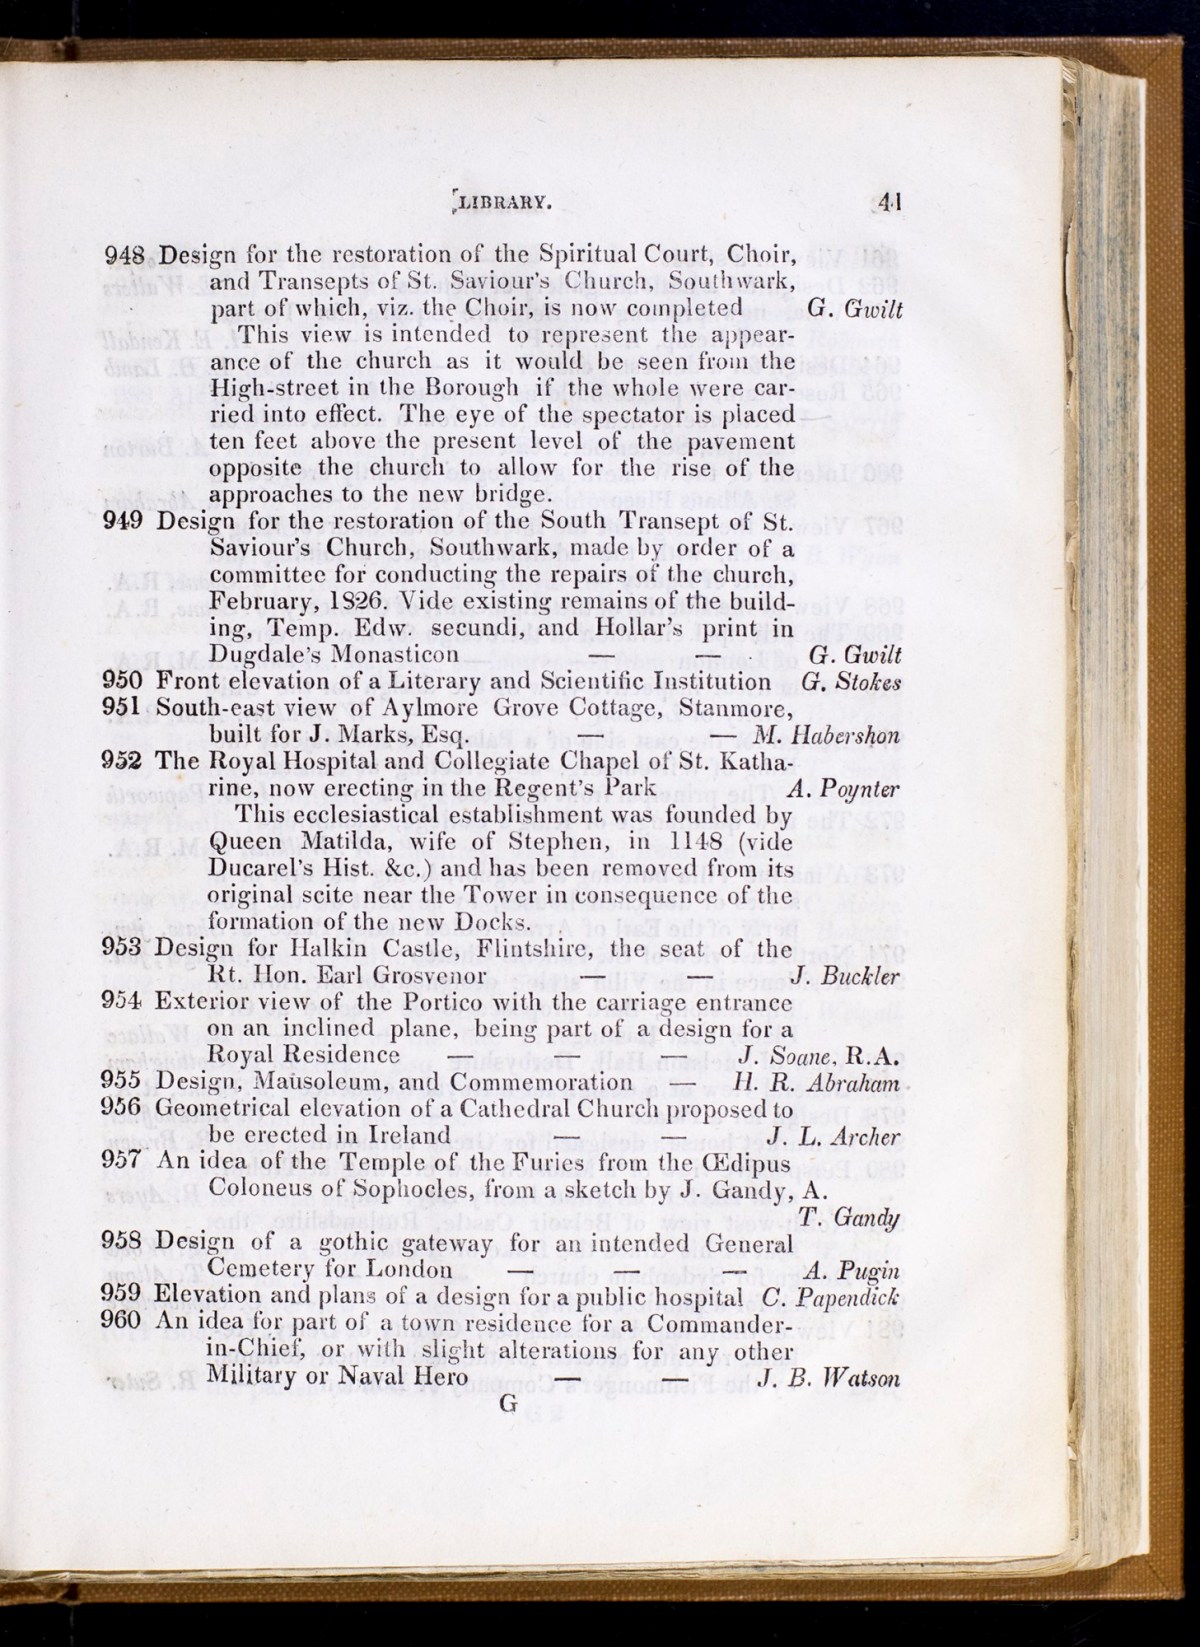 LIBRARY. 41
948 Design for the restoration of the Spiritual Court, Choir,
and Transepts of St. Saviour's Church, Southwark,
part of which, viz. the Choir, is now completed G. Gwilt
This view is intended to represent the appear-
ance of the church as it would be seen from the
High-street in the Borough if the whole were car-
ried into effect. The eye of the spectator is placed
ten feet above the present level of the pavement
opposite the church to allow for the rise of the
approaches to the new bridge.
949 Design for the restoration of the South Transept of St.
Saviour's Church, Southwark, made by order of a
committee for conducting the repairs of the church,
February, 1826. Vide existing remains of the build-
ing, Temp. Edw. secundi, and Hollar's print in
Dugdale's Monasticon — — G. Gwilt
950 Front elevation of a Literary and Scientific Institution G. Stokes
951 South-east view of Aylmore Grove Cottage, Stanmore,
built for J. Marks, Esq. — — M. Habershon
952 The Royal Hospital and Collegiate Chapel of St. Katha-
rine, now erecting in the Regent's Park A. Poynter
This ecclesiastical establishment was founded by
Queen Matilda, wife of Stephen, in 1148 (vide
Ducarel's Hist. &c.) and has been removed from its
original scite near the Tower in consequence of the
formation of the new Docks.
953 Design for Halkin Castle, Flintshire, the seat of the
Rt. Hon. Earl Grosvenor — — J. Buckler
954 Exterior view of the Portico with the carriage entrance
on an inclined plane, being part of a design for a
Royal Residence — — — J. Soane, R.A.
955 Design, Mausoleum, and Commemoration — H. R. Abraham
956 Geometrical elevation of a Cathedral Church proposed to
be erected in Ireland — — J. L. Archer
957 An idea of the Temple of the Furies from the Œdipus
Coloneus of Sophocles, from a sketch by J. Gandy, A.
T. Gandy
958 Design of a gothic gateway for an intended General
Cemetery for London — — — A. Pugin
959 Elevation and plans of a design for a public hospital C. Papendick
960 An idea for part of a town residence for a Commander-
in-Chief, or with slight alterations for any other
Military or Naval Hero — — J. B. Watson
G